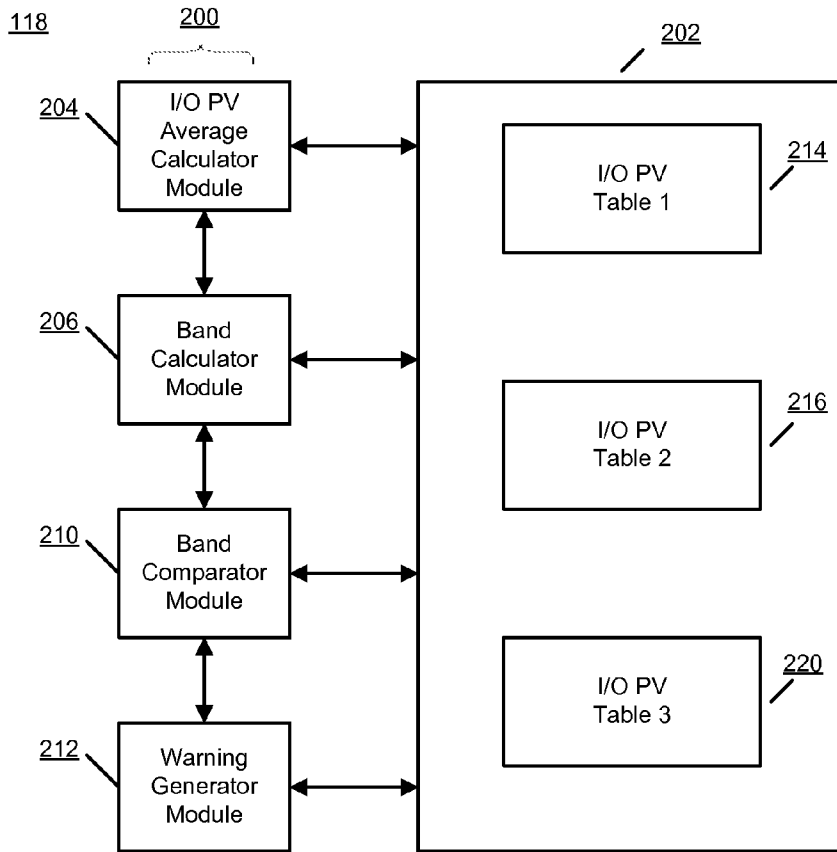 118
200
202
204
I/O PV
Average
Calculator
Module
I/O PV
Table 1
214
206
Band
Calculator
Module
I/O PV
Table 2
216
210
Band
Comparator
Module
I/O PV
Table 3
220
212
Warning
Generator
Module